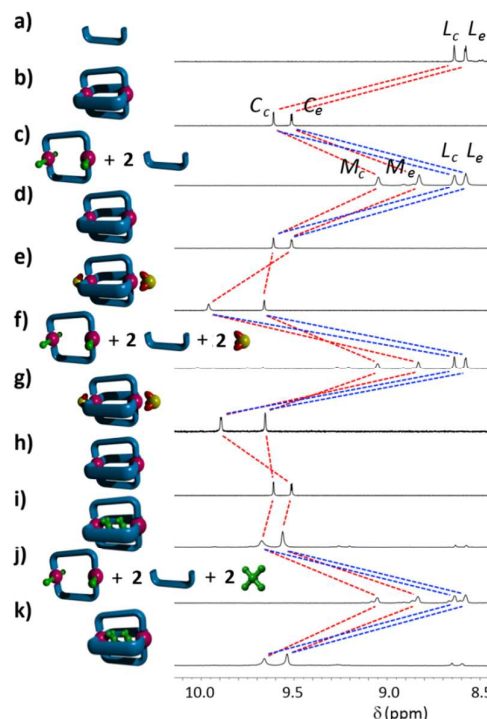 a)
L_c L_e
b)
C_c C_e
c)
+ 2
M_c M_e L_c L_e
d)
e)
f)
+ 2 + 2
g)
h)
i)
j)
+ 2 + 2
k)
10.0 9.5 9.0 8.5
δ (ppm)